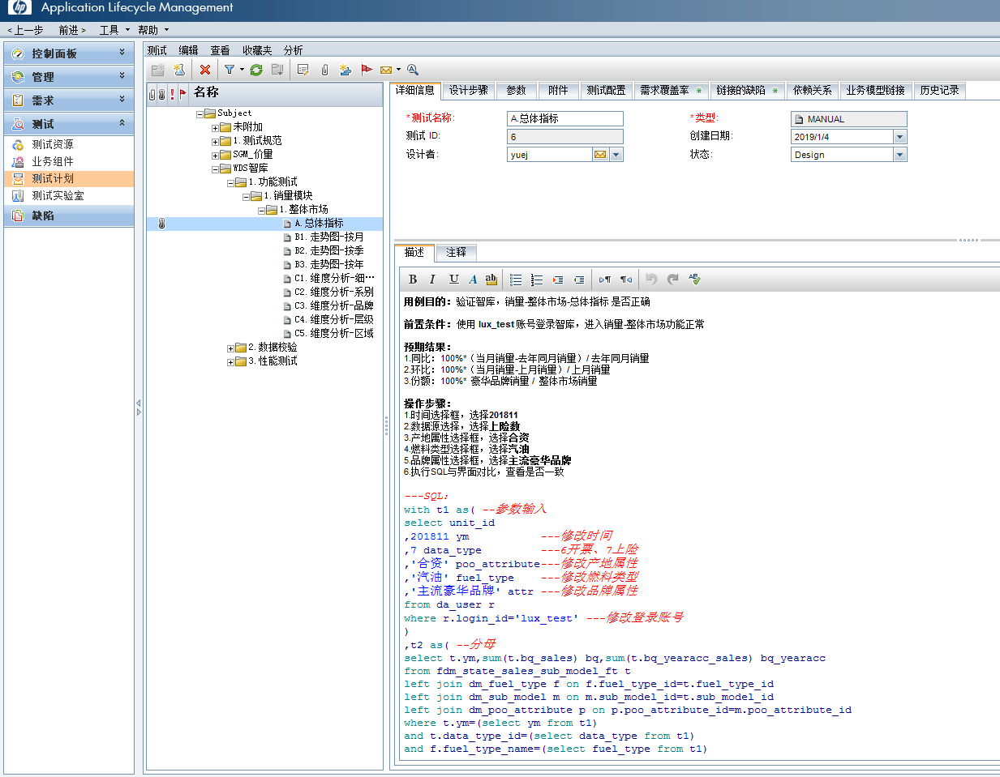 hp Application Lifecycle Management
<上一步 前进> 工具 帮助
控制面板
管理
需求
测试
测试资源
业务组件
测试计划
测试实验室
缺陷
测试 编辑 查看 收藏夹 分析
名称
Subject
未附加
1.测试规范
SGM_价量
WDS智库
1.功能测试
1.销量模块
1.整体市场
A.总体指标
B1.走势图-按月
B2.走势图-按季
B3.走势图-按年
C1.维度分析-细…
C2.维度分析-系别
C3.维度分析-品牌
C4.维度分析-层级
C5.维度分析-区域
2.数据校验
3.性能测试
详细信息 设计步骤 参数 附件 测试配置 需求覆盖率 * 链接的缺陷 * 依赖关系 业务模型链接 历史记录
*测试名称: A.总体指标 *类型: MANUAL
测试 ID: 6 创建日期: 2019/1/4
设计者: yuej 状态: Design
描述 注释
B I U A ab
用例目的：验证智库，销量-整体市场-总体指标 是否正确
前置条件：使用 lux_test 账号登录智库，进入销量-整体市场功能正常
预期结果：
1.同比：100%*（当月销量-去年同月销量）/ 去年同月销量
2.环比：100%*（当月销量-上月销量）/ 上月销量
3.份额：100%* 豪华品牌销量 / 整体市场销量
操作步骤：
1.时间选择框，选择201811
2.数据源选择，选择上险数
3.产地属性选择框，选择合资
4.燃料类型选择框，选择汽油
5.品牌属性选择框，选择主流豪华品牌
6.执行SQL与界面对比，查看是否一致
---SQL：
with t1 as( --参数输入
select unit_id
,201811 ym ---修改时间
,7 data_type ---6开票、7上险
,'合资' poo_attribute---修改产地属性
,'汽油' fuel_type ---修改燃料类型
,'主流豪华品牌' attr ---修改品牌属性
from da_user r
where r.login_id='lux_test' ---修改登录账号
)
,t2 as( --分母
select t.ym,sum(t.bq_sales) bq,sum(t.bq_yearacc_sales) bq_yearacc
from fdm_state_sales_sub_model_ft t
left join dm_fuel_type f on f.fuel_type_id=t.fuel_type_id
left join dm_sub_model m on m.sub_model_id=t.sub_model_id
left join dm_poo_attribute p on p.poo_attribute_id=m.poo_attribute_id
where t.ym=(select ym from t1)
and t.data_type_id=(select data_type from t1)
and f.fuel_type_name=(select fuel_type from t1)